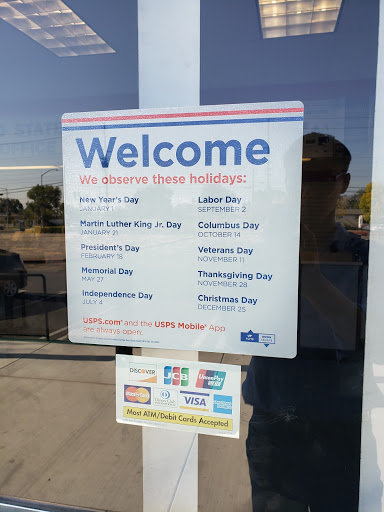 Welcome
We observe these holidays:
New Year's Day
JANUARY 1
Martin Luther King Jr. Day
JANUARY 21
President's Day
FEBRUARY 18
Memorial Day
MAY 27
Independence Day
JULY 4
Labor Day
SEPTEMBER 2
Columbus Day
OCTOBER 14
Veterans Day
NOVEMBER 11
Thanksgiving Day
NOVEMBER 28
Christmas Day
DECEMBER 25
USPS.com® and the USPS Mobile® App
are always open.
DISCOVER
JCB
UnionPay
MasterCard
Diners Club
VISA
Most ATM/Debit Cards Accepted